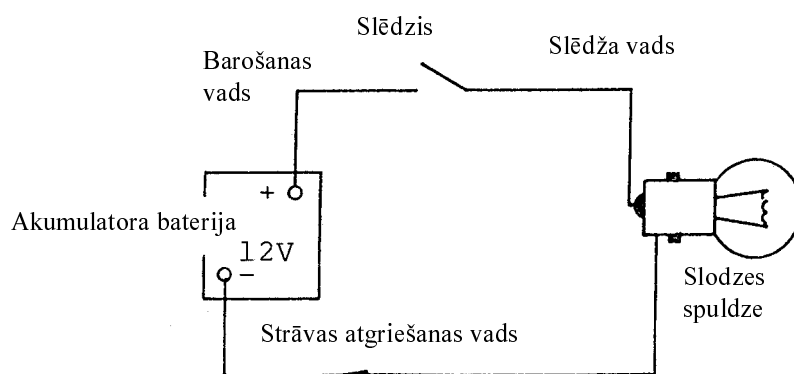 Slēdzis
Slēdža vads
Barošanas
vads
+
Akumulatora baterija
12V
–
Slodzes
spuldze
Strāvas atgriešanas vads